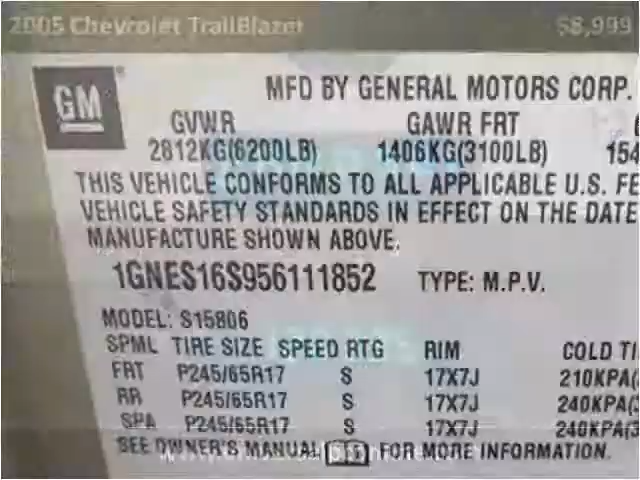 2005 Chevrolet TrailBlazer $8,999
GM
MFD BY GENERAL MOTORS CORP.
GVWR GAWR FRT
2812KG(6200LB) 1406KG(3100LB) 154
THIS VEHICLE CONFORMS TO ALL APPLICABLE U.S. FE
VEHICLE SAFETY STANDARDS IN EFFECT ON THE DATE
MANUFACTURE SHOWN ABOVE.
1GNES16S956111852 TYPE: M.P.V.
MODEL: S15806
SPML TIRE SIZE SPEED RTG RIM COLD TI
FRT P245/65R17 S 17X7J 210KPA(
RR P245/65R17 S 17X7J 240KPA(
SPA P245/65R17 S 17X7J 240KPA(
SEE OWNER'S MANUAL FOR MORE INFORMATION.